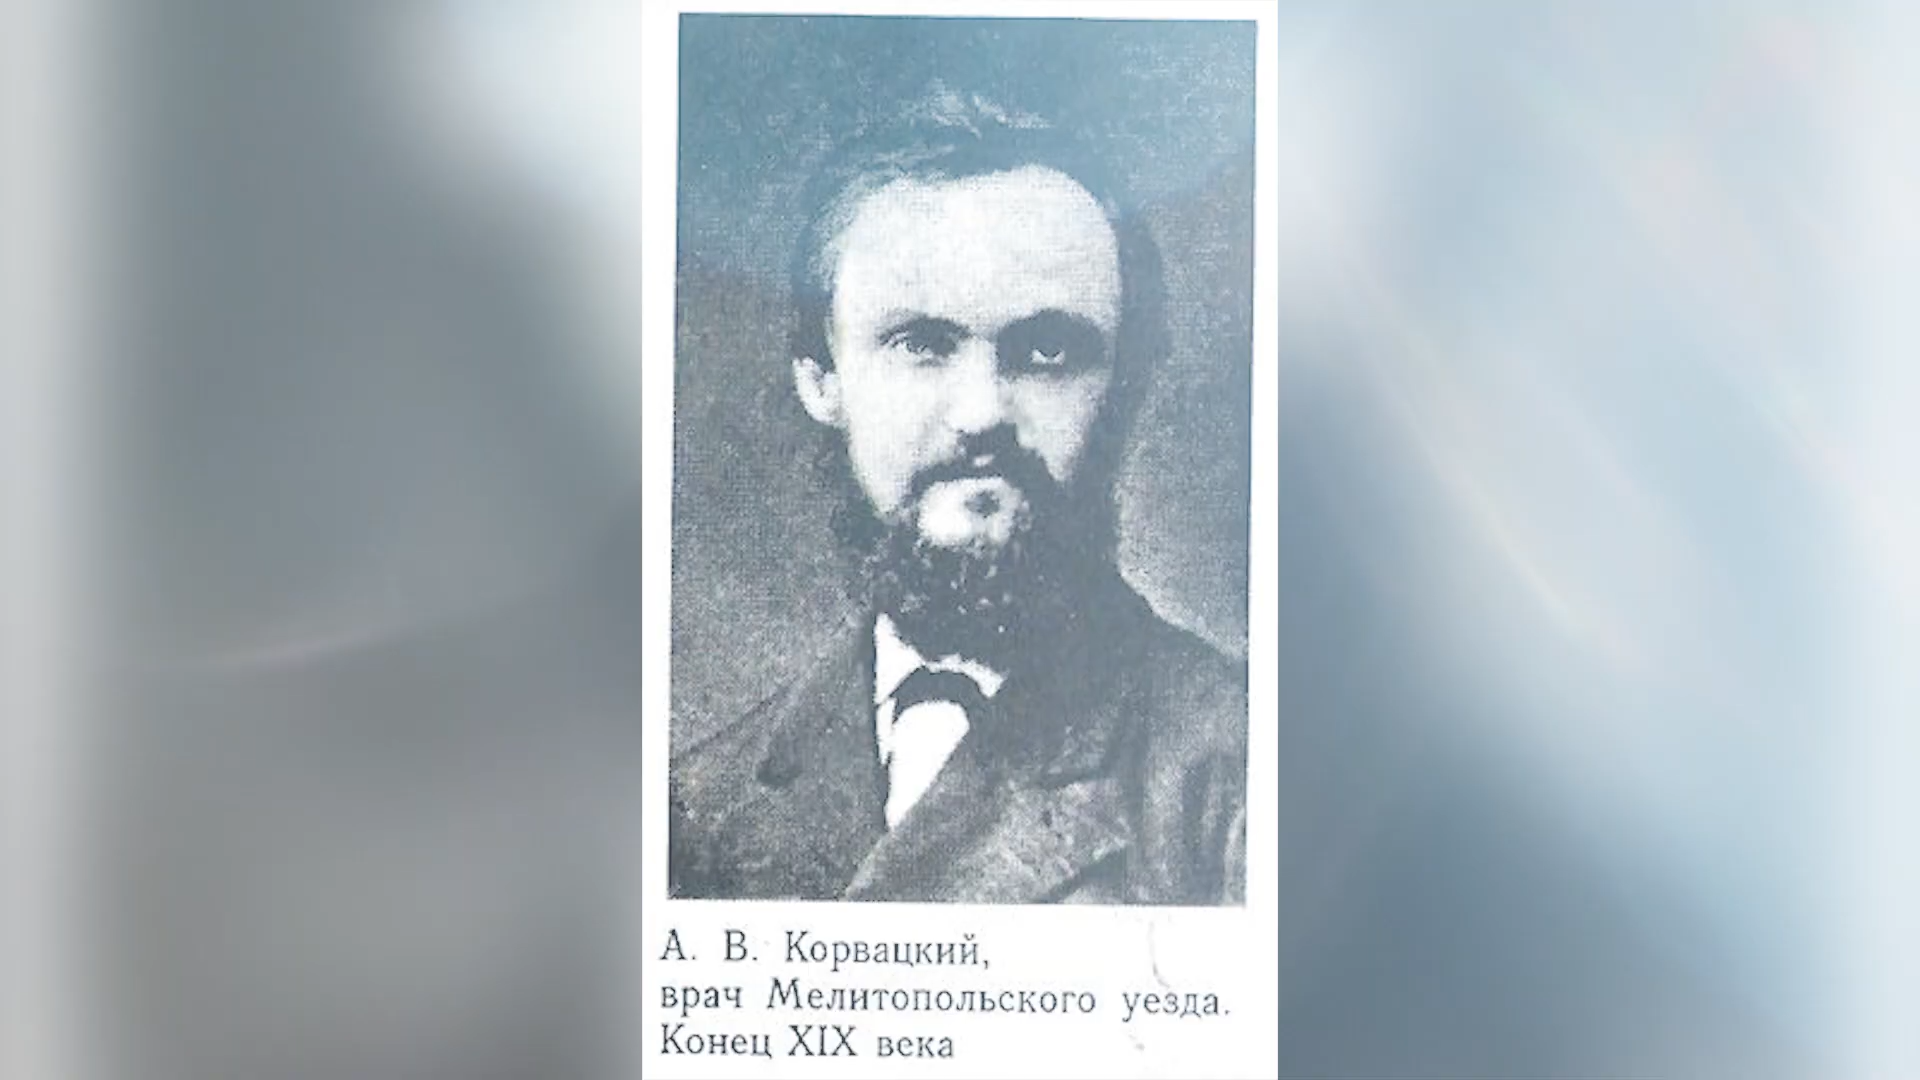 А. В. Корвацкий,
врач Мелитопольского уезда.
Конец XIX века